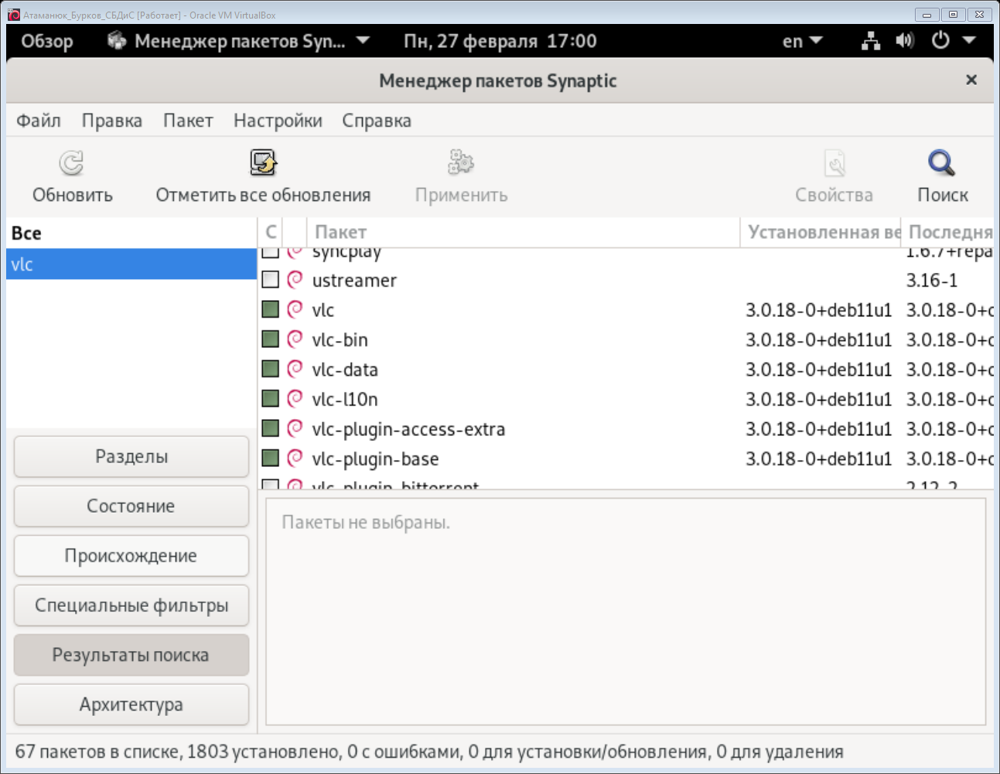 Атаманюк_Бурков_СБДиС [Работает] - Oracle VM VirtualBox
Обзор Менеджер пакетов Syn... Пн, 27 февраля 17:00 en
Менеджер пакетов Synaptic
Файл Правка Пакет Настройки Справка
Обновить Отметить все обновления Применить Свойства Поиск
Все
vlc
С Пакет Установленная ве Последня
syncplay 1.6.7+repa
ustreamer 3.16-1
vlc 3.0.18-0+deb11u1 3.0.18-0+d
vlc-bin 3.0.18-0+deb11u1 3.0.18-0+d
vlc-data 3.0.18-0+deb11u1 3.0.18-0+d
vlc-l10n 3.0.18-0+deb11u1 3.0.18-0+d
vlc-plugin-access-extra 3.0.18-0+deb11u1 3.0.18-0+d
vlc-plugin-base 3.0.18-0+deb11u1 3.0.18-0+d
vlc-plugin-bittorrent 2.12-2
Разделы
Состояние
Происхождение
Специальные фильтры
Результаты поиска
Архитектура
Пакеты не выбраны.
67 пакетов в списке, 1803 установлено, 0 с ошибками, 0 для установки/обновления, 0 для удаления